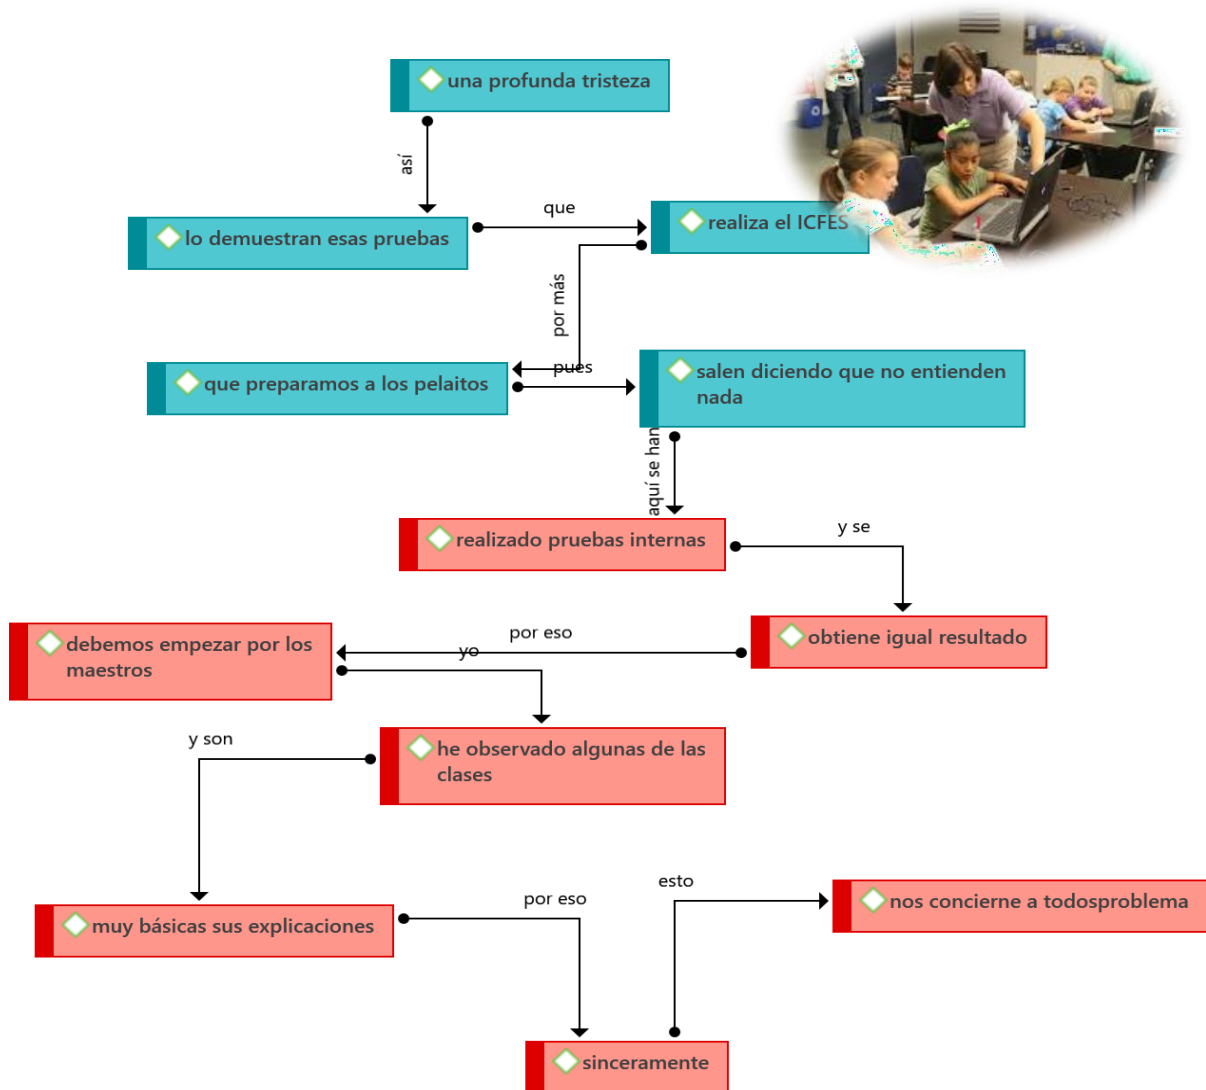 una profunda tristeza
así
lo demuestran esas pruebas
que
realiza el ICFES
por más
que preparamos a los pelaitos
pues
salen diciendo que no entienden
nada
aquí se han
realizado pruebas internas
y se
obtiene igual resultado
por eso
debemos empezar por los
maestros
yo
he observado algunas de las
clases
y son
muy básicas sus explicaciones
por eso
sinceramente
esto
nos concierne a todosproblema